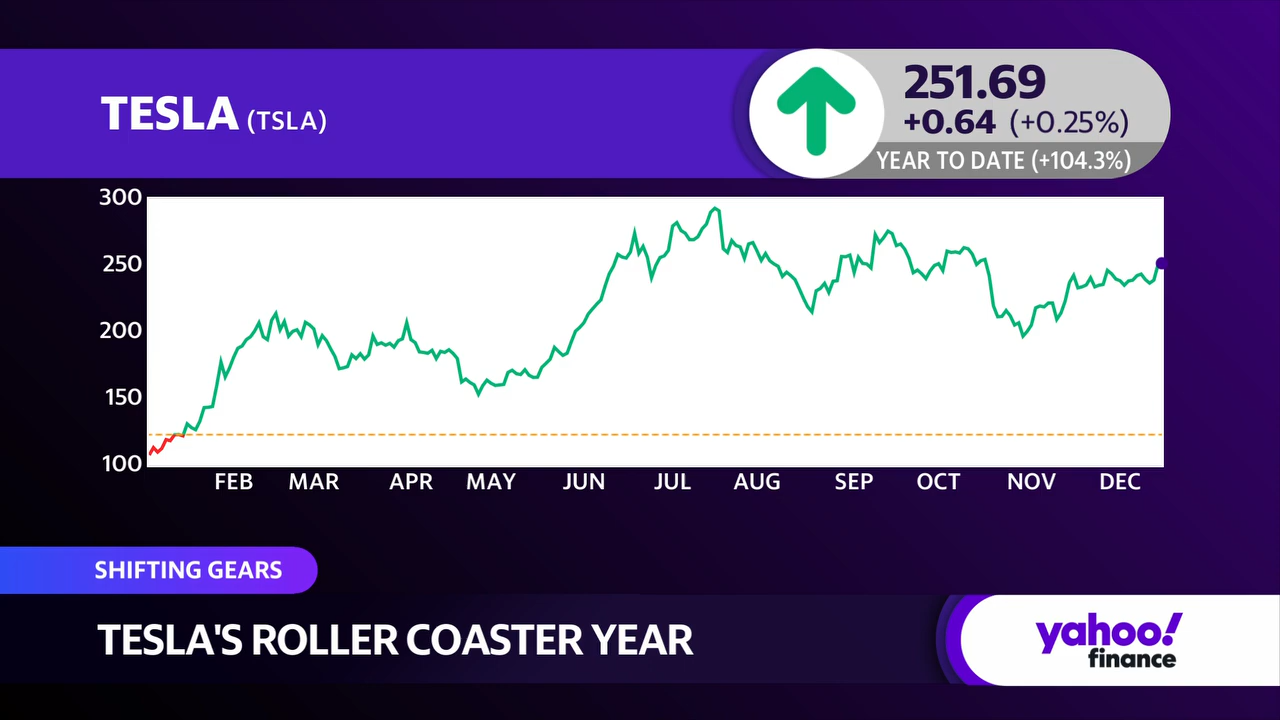 TESLA (TSLA)
251.69
+0.64 (+0.25%)
YEAR TO DATE (+104.3%)
300
250
200
150
100
FEB MAR APR MAY JUN JUL AUG SEP OCT NOV DEC
SHIFTING GEARS
TESLA'S ROLLER COASTER YEAR
yahoo!
finance